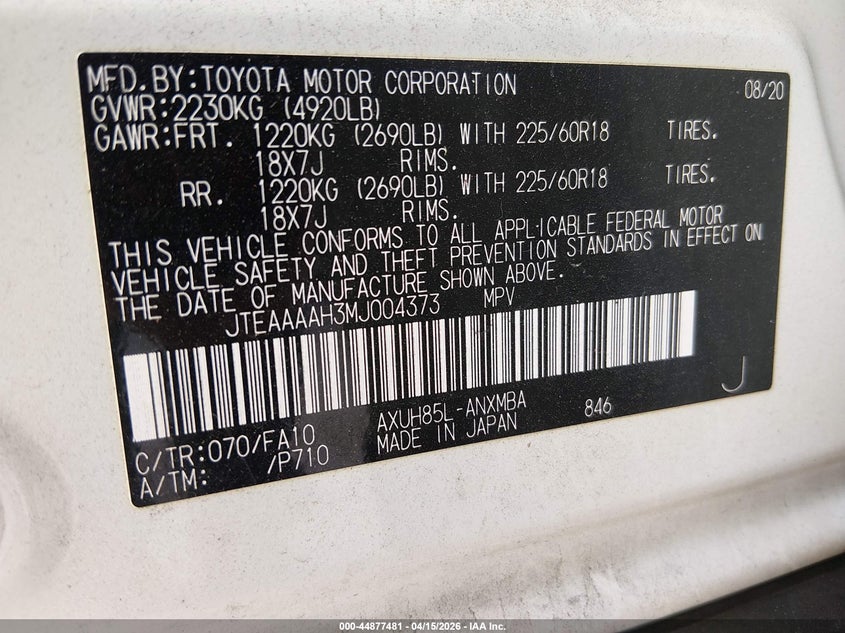 MFD.BY:TOYOTA MOTOR CORPORATION 08/20
GVWR:2230KG (4920LB)
GAWR:FRT. 1220KG (2690LB) WITH 225/60R18 TIRES.
18X7J RIMS.
RR. 1220KG (2690LB) WITH 225/60R18 TIRES.
18X7J RIMS.
THIS VEHICLE CONFORMS TO ALL APPLICABLE FEDERAL MOTOR
VEHICLE SAFETY AND THEFT PREVENTION STANDARDS IN EFFECT ON
THE DATE OF MANUFACTURE SHOWN ABOVE.
JTEAAAAH3MJ004373 MPV
J
C/TR:070/FA10 AXUH85L-ANXMBA 846
A/TM: /P710 MADE IN JAPAN
000-44877481 - 04/15/2026 - IAA Inc.